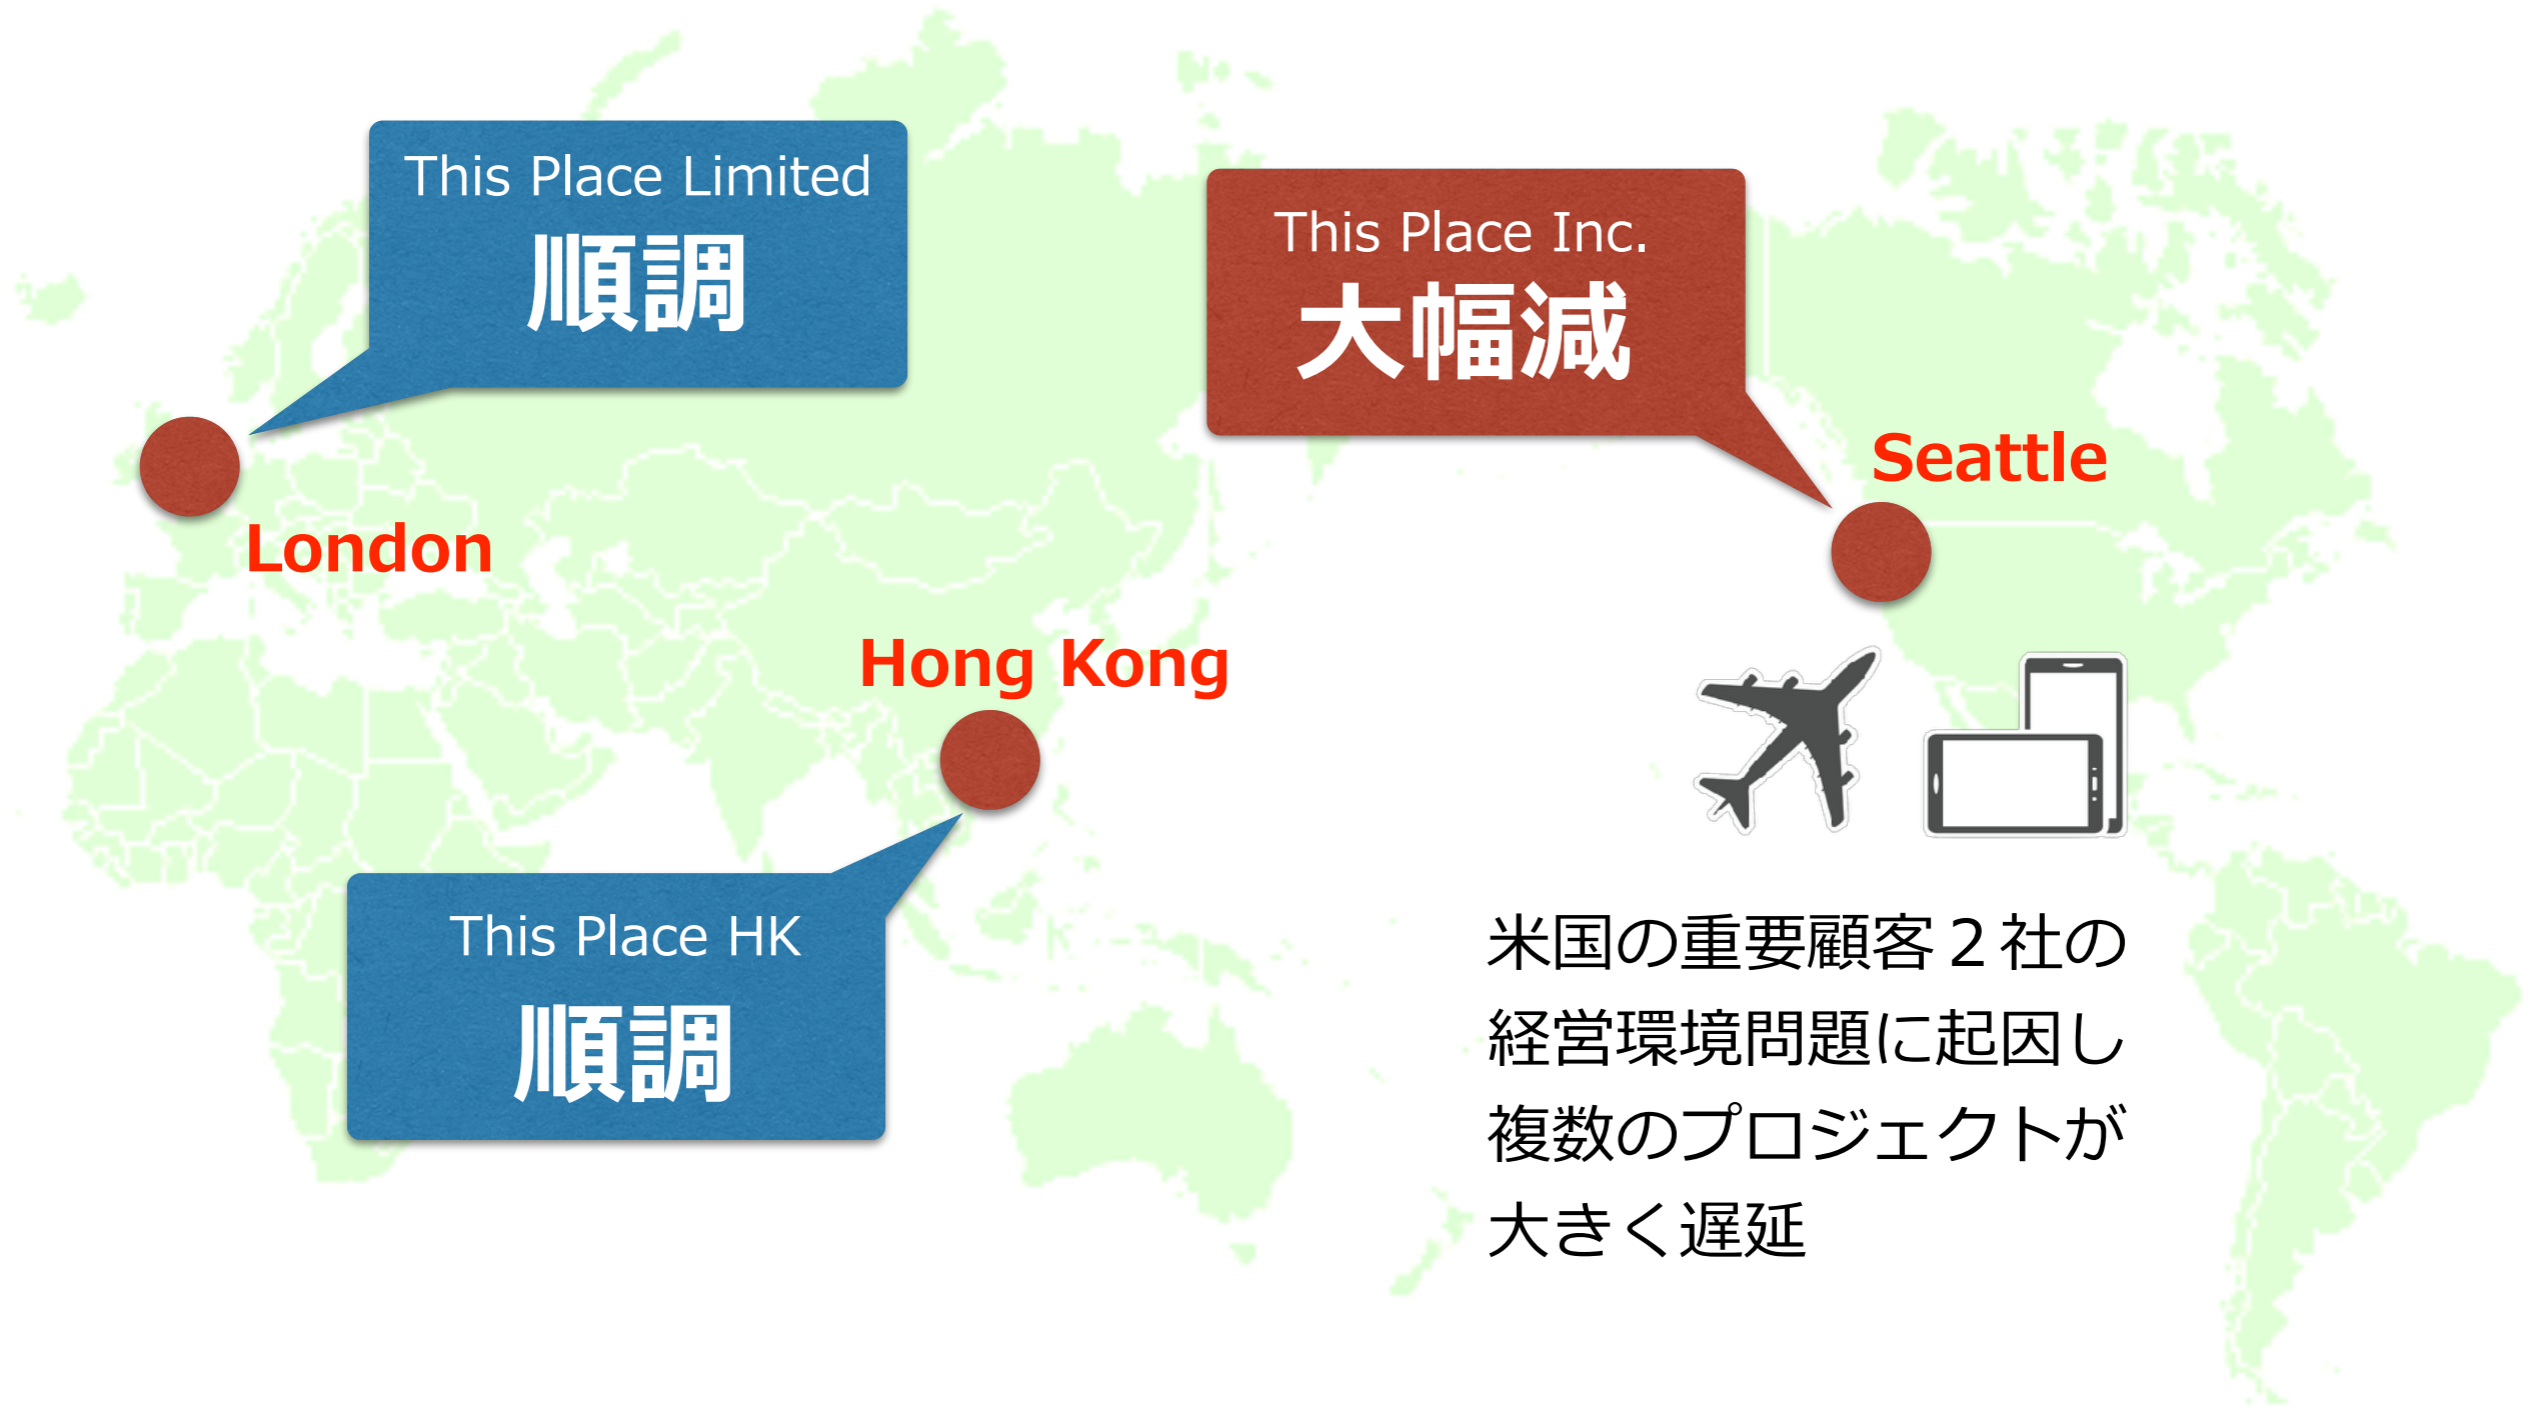 This Place Limited
順調
London
This Place Inc.
大幅減
Seattle
Hong Kong
This Place HK
順調
米国の重要顧客２社の
経営環境問題に起因し
複数のプロジェクトが
大きく遅延